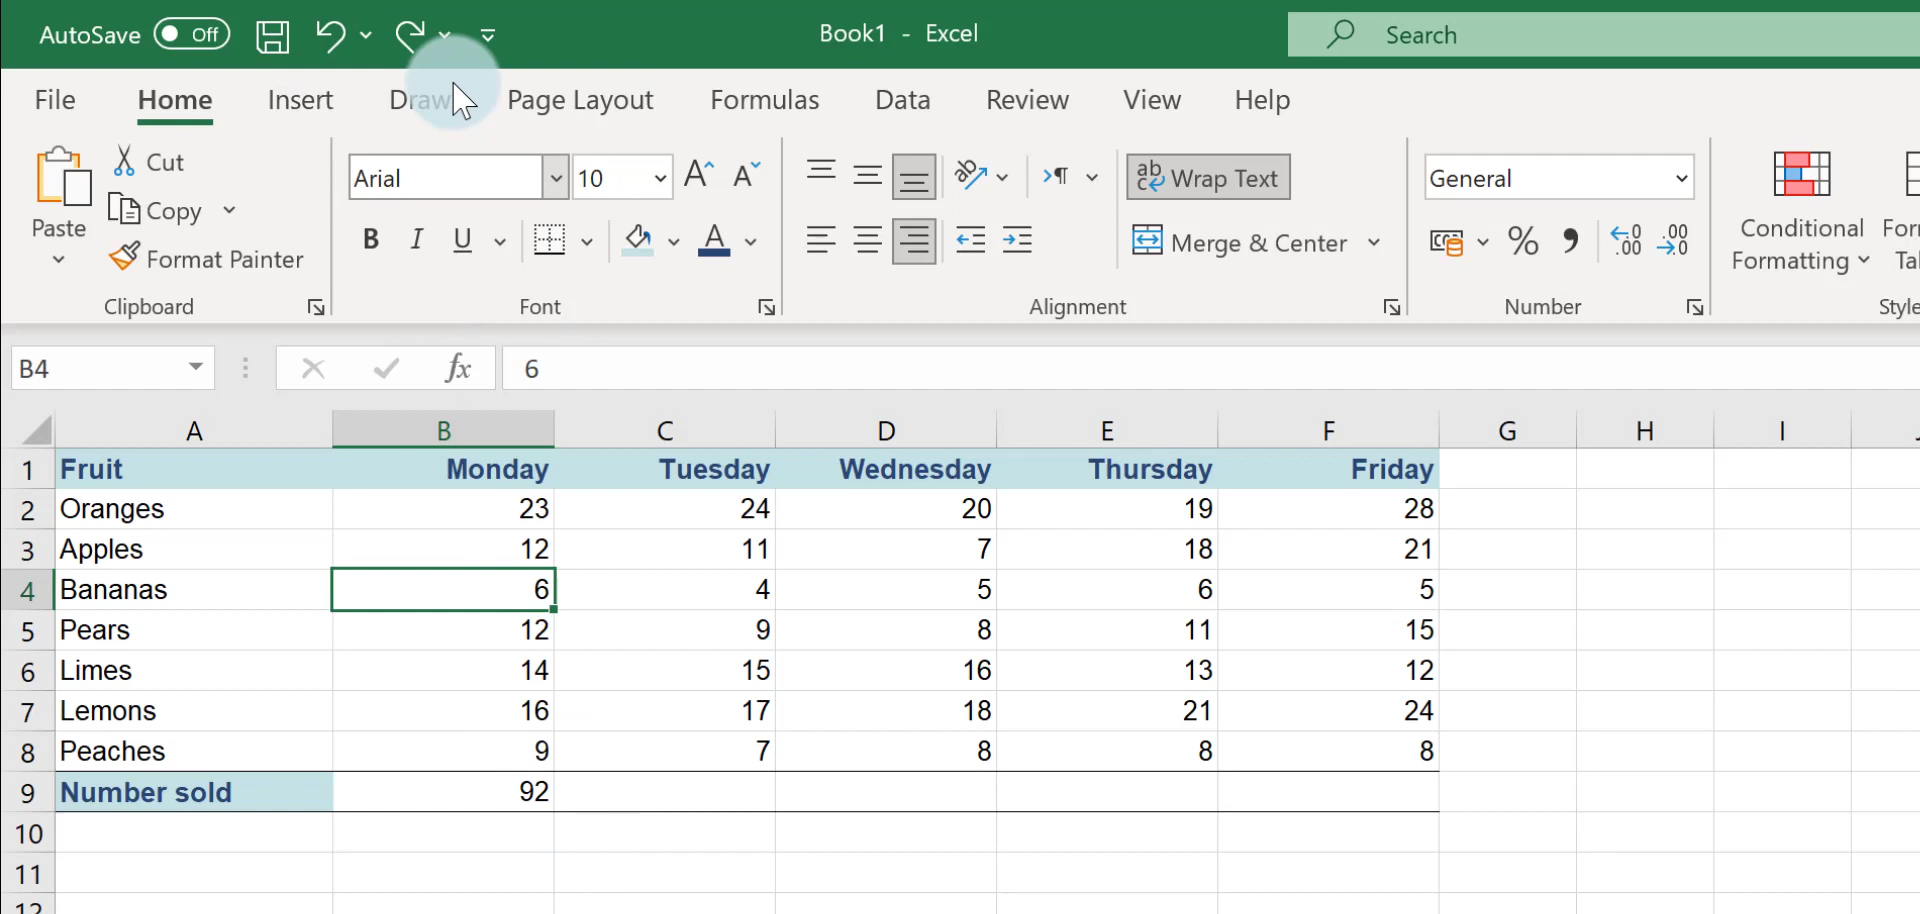 AutoSave Off Book1 - Excel Search
File Home Insert Draw Page Layout Formulas Data Review View Help
Cut
Arial 10 Wrap Text General
Copy
Paste Conditional
B I U A Merge & Center % .00 .00
Format Painter Formatting
Clipboard Font Alignment Number
B4 fx 6
A B C D E F G H I
1 Fruit Monday Tuesday Wednesday Thursday Friday
2 Oranges 23 24 20 19 28
3 Apples 12 11 7 18 21
4 Bananas 6 4 5 6 5
5 Pears 12 9 8 11 15
6 Limes 14 15 16 13 12
7 Lemons 16 17 18 21 24
8 Peaches 9 7 8 8 8
9 Number sold 92
10
11
12